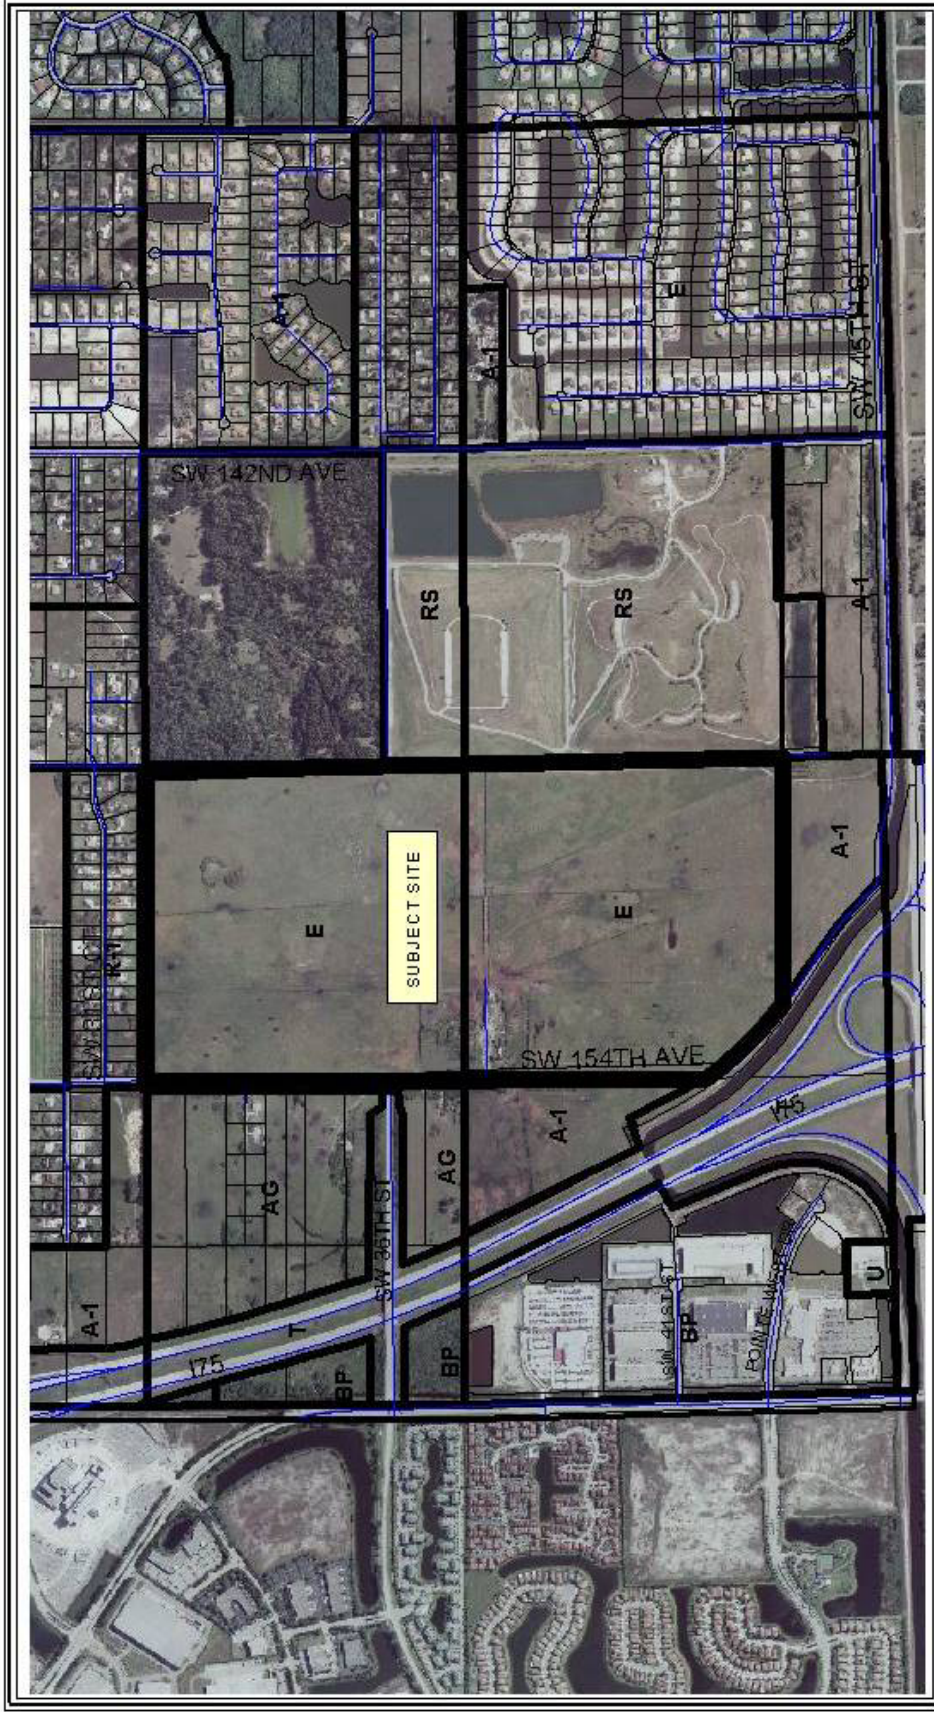 A-1
A-1
E
SW 45TH ST
SW 142ND AVE
RS
RS
A-1
SUBJECT SITE
E
E
A-1
SW 154TH AVE
AG
AG
A-1
I75
SW 36TH ST
A-1
T
I75
BP
BP
SW 41ST ST
BP
U